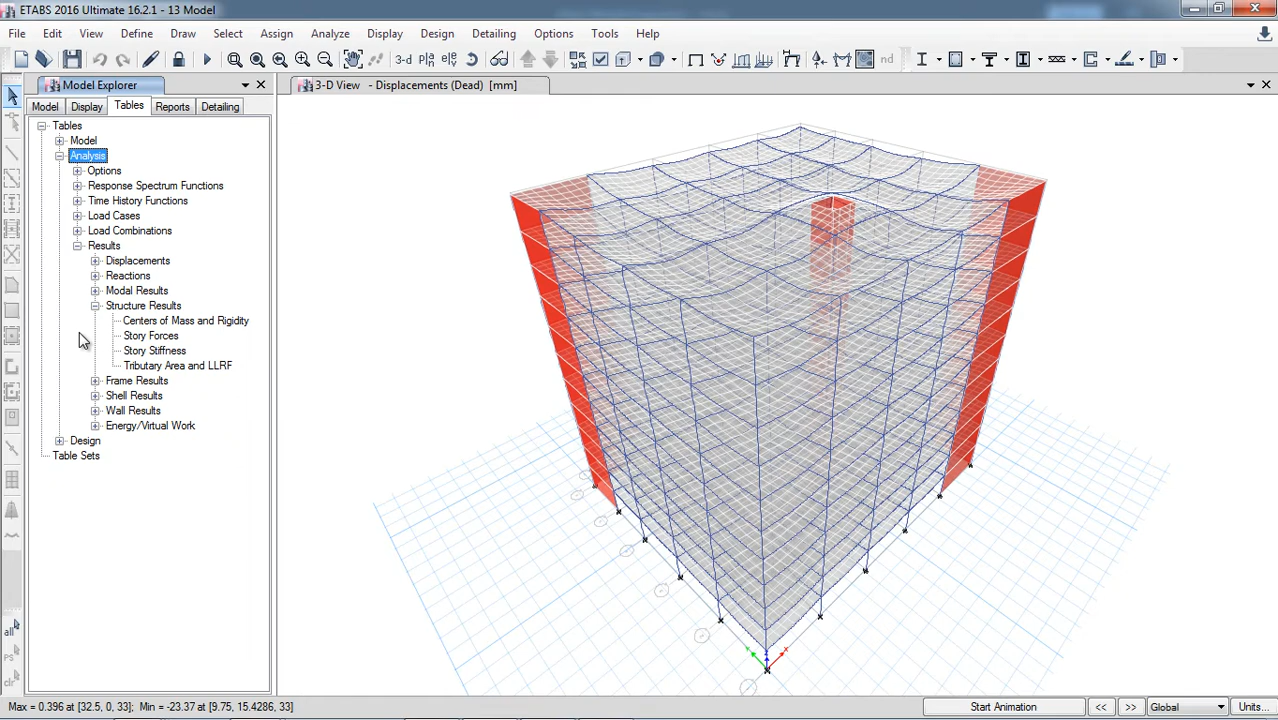 ETABS 2016 Ultimate 16.2.1 - 13 Model
File Edit View Define Draw Select Assign Analyze Display Design Detailing Options Tools Help
3-d
nd
Model Explorer
3-D View - Displacements (Dead) [mm]
Model Display Tables Reports Detailing
Tables
Model
Analysis
Options
Response Spectrum Functions
Time History Functions
Load Cases
Load Combinations
Results
Displacements
Reactions
Modal Results
Structure Results
Centers of Mass and Rigidity
Story Forces
Story Stiffness
Tributary Area and LLRF
Frame Results
Shell Results
Wall Results
Energy/Virtual Work
Design
Table Sets
all
PS
clr
Y X
Max = 0.396 at [32.5, 0, 33]; Min = -23.37 at [9.75, 15.4286, 33]
Start Animation << >> Global Units...